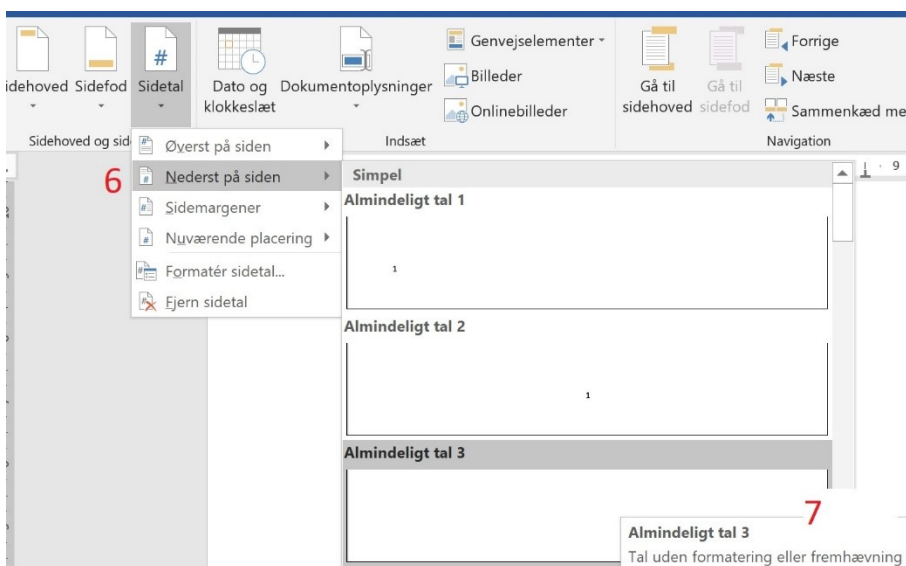 Genvejselementer
Forrige
#
idehoved Sidefod Sidetal
Dato og klokkeslæt
Dokumentoplysninger
Billeder
Onlinebilleder
Gå til sidehoved
Gå til sidefod
Næste
Sammenkæd me
Sidehoved og sid
Indsæt
Navigation
6
Øverst på siden
Nederst på siden
Sidemargener
Nuværende placering
Formatér sidetal...
Fjern sidetal
Simpel
9
Almindeligt tal 1
1
Almindeligt tal 2
1
Almindeligt tal 3
7
Almindeligt tal 3
Tal uden formatering eller fremhævning